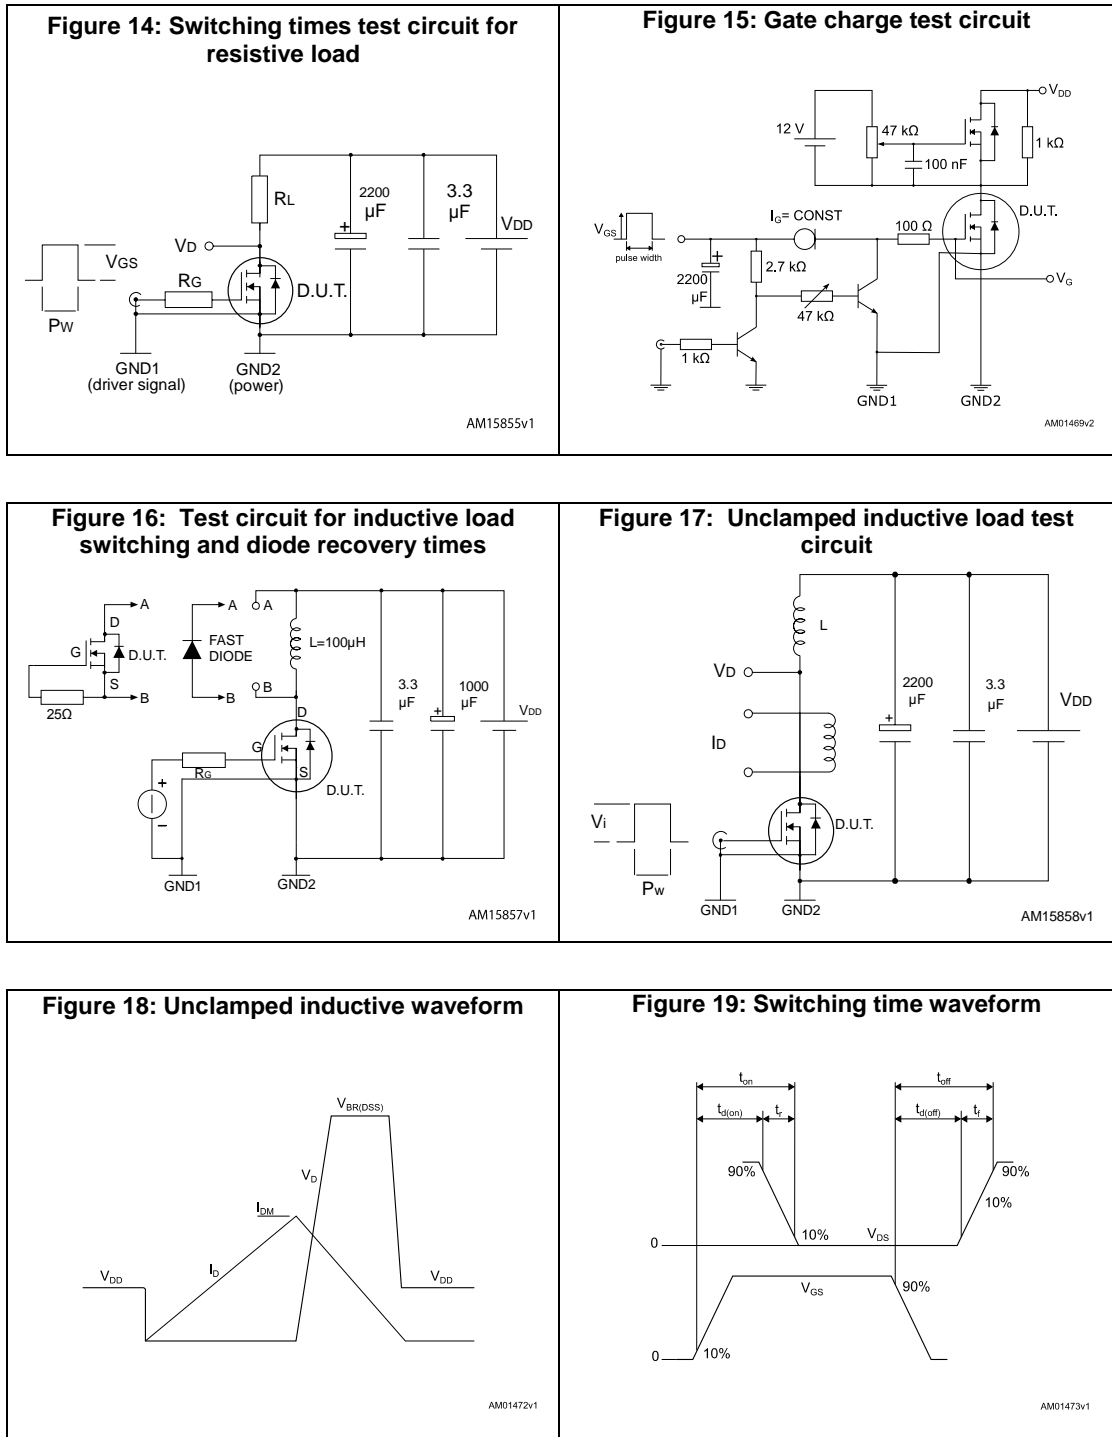 Figure 14: Switching times test circuit for
resistive load
RL
2200
µF
3.3
µF
VDD
VD
VGS
RG
D.U.T.
PW
GND1
(driver signal)
GND2
(power)
AM15855v1
Figure 15: Gate charge test circuit
VDD
12 V
47 kΩ
1 kΩ
100 nF
IG= CONST
D.U.T.
VGS
100 Ω
pulse width
2.7 kΩ
VG
2200
µF
47 kΩ
1 kΩ
GND1
GND2
AM01469v2
Figure 16: Test circuit for inductive load
switching and diode recovery times
A
A
A
D
FAST
DIODE
L=100µH
G
D.U.T.
S
B
B
B
25Ω
3.3
µF
1000
µF
VDD
D
G
RG
S
D.U.T.
+
–
GND1
GND2
AM15857v1
Figure 17: Unclamped inductive load test
circuit
L
VD
2200
µF
3.3
µF
VDD
ID
Vi
D.U.T.
PW
GND1
GND2
AM15858v1
Figure 18: Unclamped inductive waveform
VBR(DSS)
VD
IDM
ID
VDD
VDD
AM01472v1
Figure 19: Switching time waveform
ton
toff
td(on)
tr
td(off)
tf
90%
90%
10%
10%
VDS
0
VGS
90%
0
10%
AM01473v1